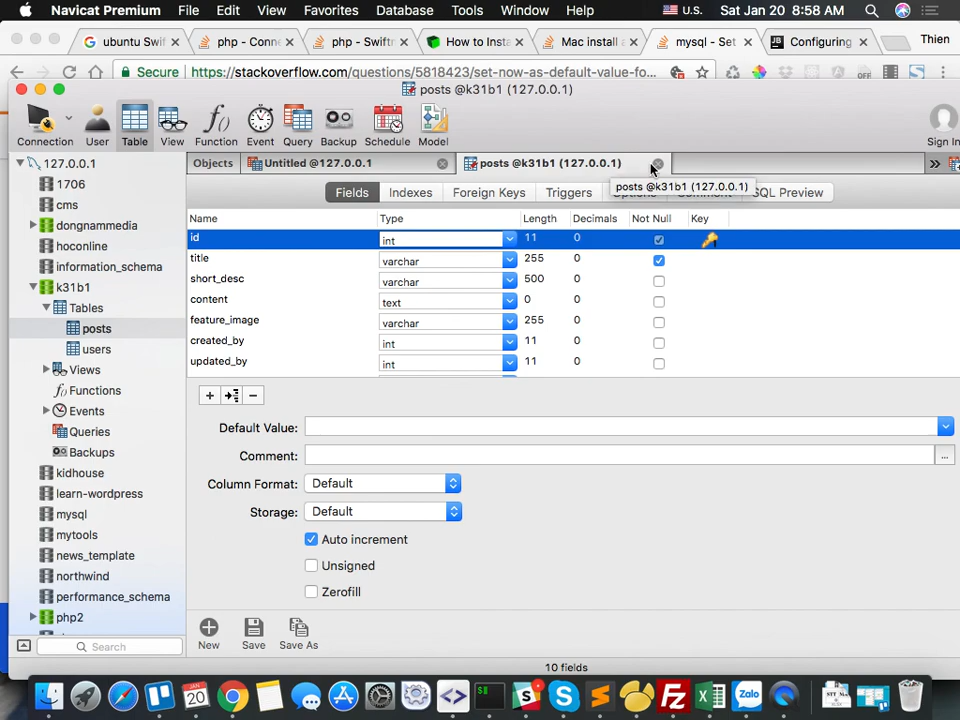 Navicat Premium File Edit View Favorites Database Tools Window Help U.S. Sat Jan 20 8:58 AM
ubuntu Swif php - Conne php - Swiftm How to Insta Mac install a mysql - Set Configuring Thien
Secure https://stackoverflow.com/questions/5818423/set-now-as-default-value-fo...
posts @k31b1 (127.0.0.1)
Connection User Table View Function Event Query Backup Schedule Model Sign In
Objects Untitled @127.0.0.1 posts @k31b1 (127.0.0.1)
posts @k31b1 (127.0.0.1)
Fields Indexes Foreign Keys Triggers SQL Preview
Name Type Length Decimals Not Null Key
id int 11 0
title varchar 255 0
short_desc varchar 500 0
content text 0 0
feature_image varchar 255 0
created_by int 11 0
updated_by int 11 0
127.0.0.1
1706
cms
dongnammedia
hoconline
information_schema
k31b1
Tables
posts
users
Views
Functions
Events
Queries
Backups
kidhouse
learn-wordpress
mysql
mytools
news_template
northwind
performance_schema
php2
Search
Default Value:
Comment:
...
Column Format: Default
Storage: Default
Auto increment
Unsigned
Zerofill
New Save Save As
10 fields
JAN
20
Zalo